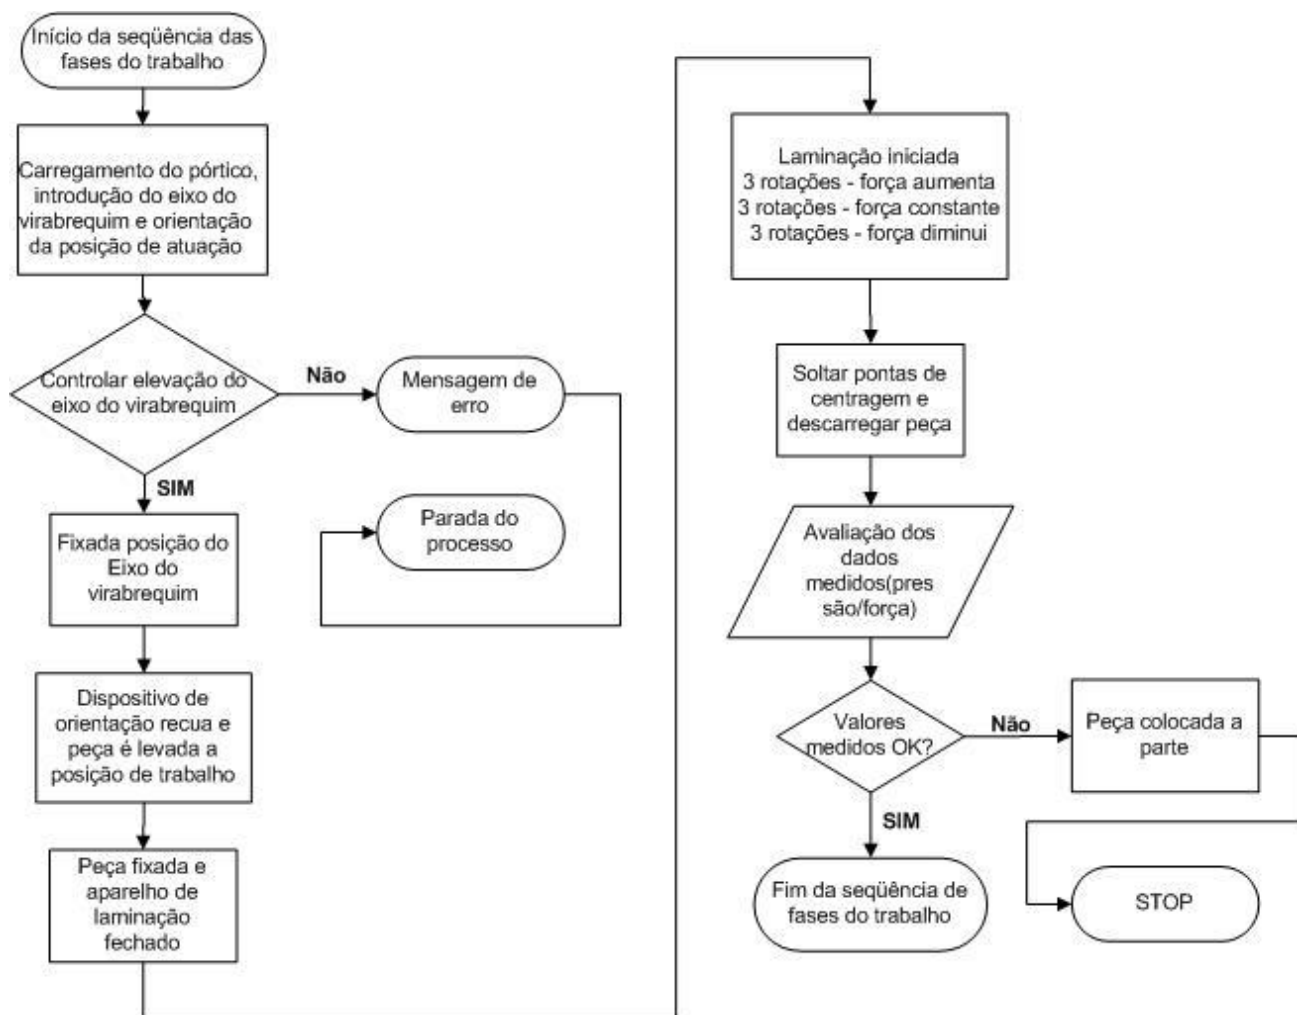 Início da seqüência das
fases do trabalho
Carregamento do pórtico,
introdução do eixo do
virabrequim e orientação
da posição de atuação
Controlar elevação do
eixo do virabrequim
Não
Mensagem de
erro
Parada do
processo
SIM
Fixada posição do
Eixo do
virabrequim
Dispositivo de
orientação recua e
peça é levada a
posição de trabalho
Peça fixada e
aparelho de
laminação
fechado
Laminação iniciada
3 rotações - força aumenta
3 rotações - força constante
3 rotações - força diminui
Soltar pontas de
centragem e
descarregar peça
Avaliação dos
dados
medidos(pres
são/força)
Valores
medidos OK?
Não
Peça colocada a
parte
STOP
SIM
Fim da seqüência de
fases do trabalho